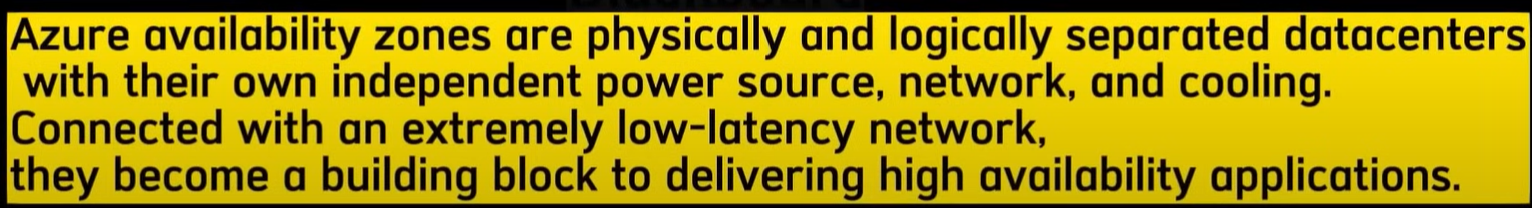 Azure availability zones are physically and logically separated datacenters
with their own independent power source, network, and cooling.
Connected with an extremely low-latency network,
they become a building block to delivering high availability applications.